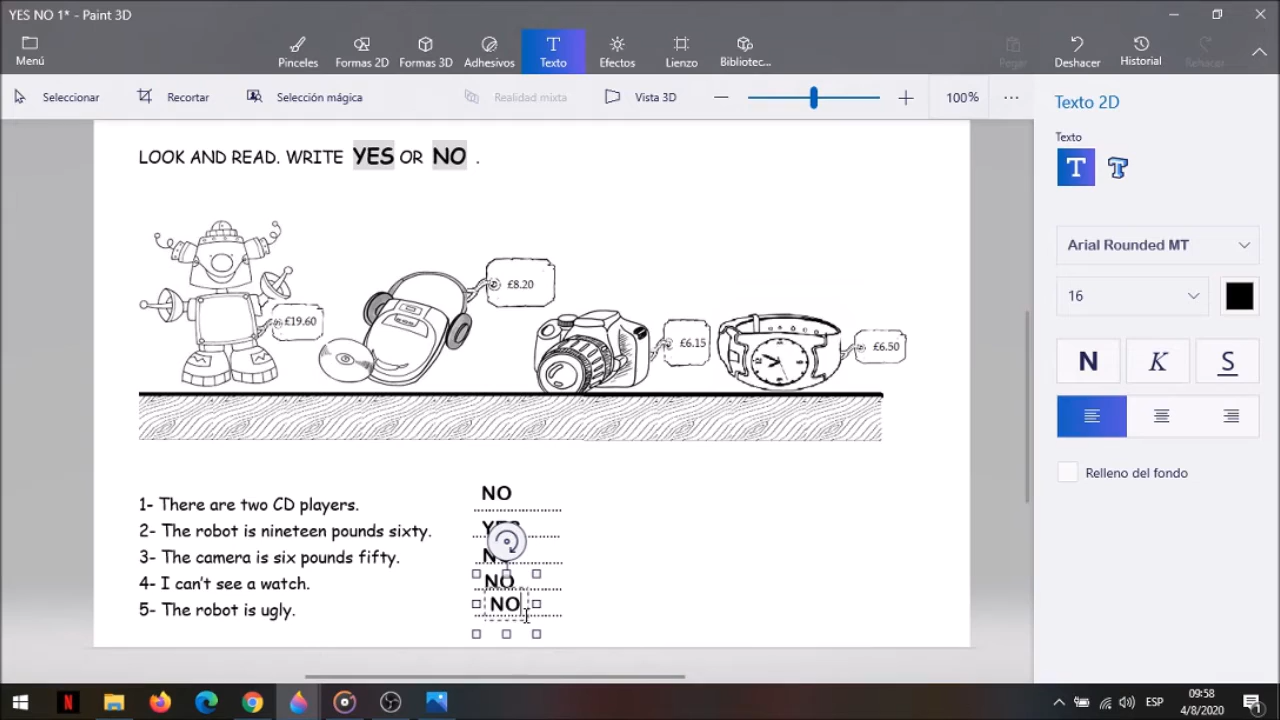 YES NO 1* - Paint 3D
Menú
Pinceles
Formas 2D
Formas 3D
Adhesivos
Texto
Efectos
Lienzo
Bibliotec...
Pegar
Deshacer
Historial
Rehacer
Seleccionar
Recortar
Selección mágica
Realidad mixta
Vista 3D
100%
Texto 2D
Texto
Arial Rounded MT
16
N K S
Relleno del fondo
LOOK AND READ. WRITE YES OR NO .
£19.60
£8.20
£6.15
£6.50
1- There are two CD players. NO
2- The robot is nineteen pounds sixty. YES
3- The camera is six pounds fifty. NO
4- I can't see a watch. NO
5- The robot is ugly. NO
ESP
09:58
4/8/2020
1